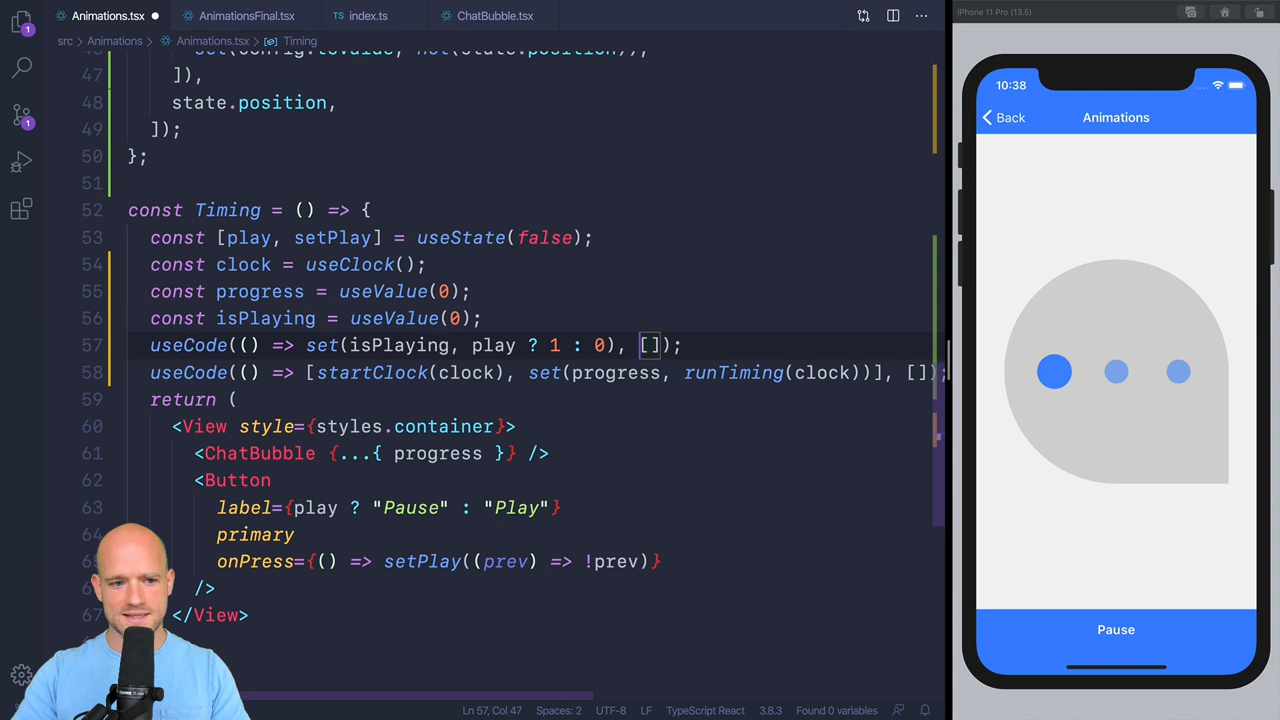 Animations.tsx
AnimationsFinal.tsx
TS index.ts
ChatBubble.tsx
iPhone 11 Pro (13.5)
src > Animations > Animations.tsx > Timing
47 ]),
48 state.position,
49 ]);
50 };
51
52 const Timing = () => {
53 const [play, setPlay] = useState(false);
54 const clock = useClock();
55 const progress = useValue(0);
56 const isPlaying = useValue(0);
57 useCode(() => set(isPlaying, play ? 1 : 0), []);
58 useCode(() => [startClock(clock), set(progress, runTiming(clock))], []);
59 return (
60 <View style={styles.container}>
61 <ChatBubble {...{ progress }} />
62 <Button
63 label={play ? "Pause" : "Play"}
64 primary
65 onPress={() => setPlay((prev) => !prev)}
/>
67 </View>
1
1
10:38
Back
Animations
Pause
Ln 57, Col 47
Spaces: 2
UTF-8
LF
TypeScript React
3.8.3
Found 0 variables